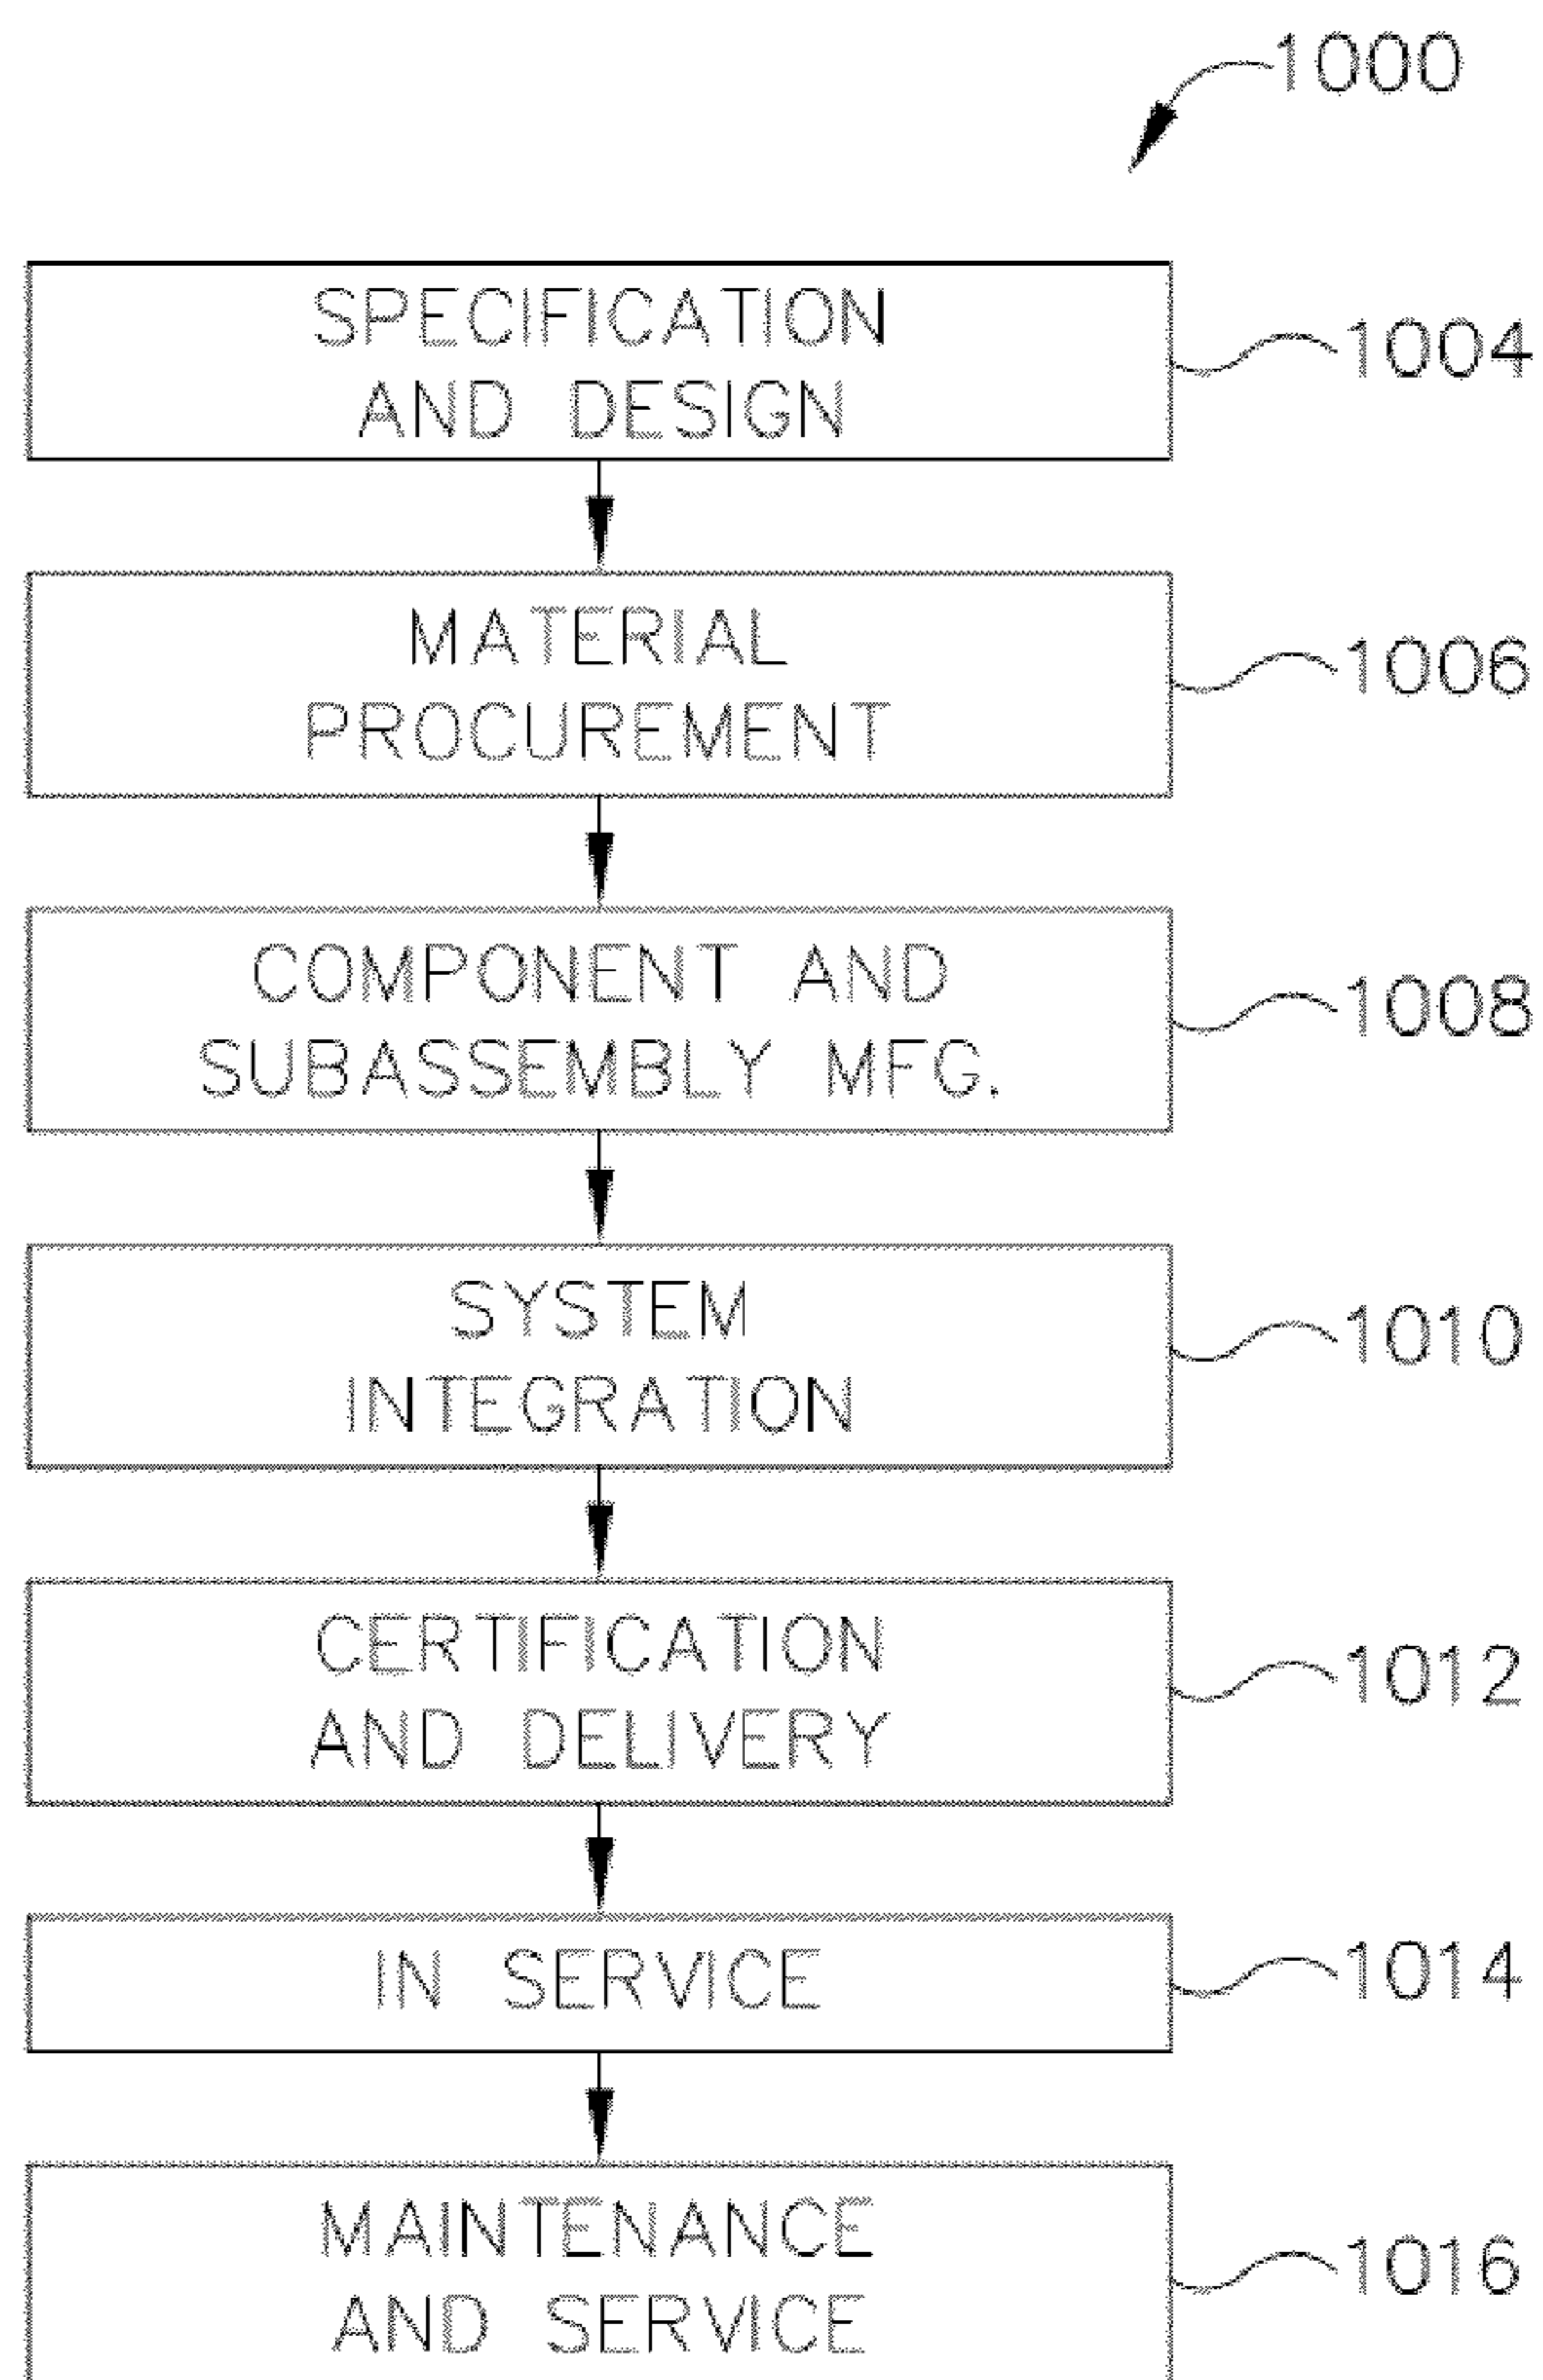 1000
SPECIFICATION
AND DESIGN
1004
MATERIAL
PROCUREMENT
1006
COMPONENT AND
SUBASSEMBLY MFG.
1008
SYSTEM
INTEGRATION
1010
CERTIFICATION
AND DELIVERY
1012
IN SERVICE
1014
MAINTENANCE
AND SERVICE
1016